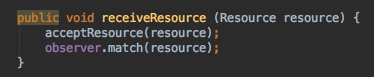 public void receiveResource (Resource resource) {
    acceptResource(resource);
    observer.match(resource);
}